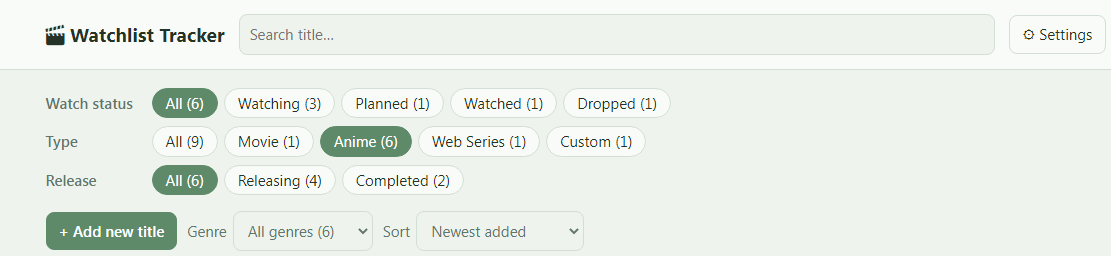 🎬 Watchlist Tracker Search title... ⚙ Settings
Watch status All (6) Watching (3) Planned (1) Watched (1) Dropped (1)
Type All (9) Movie (1) Anime (6) Web Series (1) Custom (1)
Release All (6) Releasing (4) Completed (2)
+ Add new title Genre All genres (6) Sort Newest added